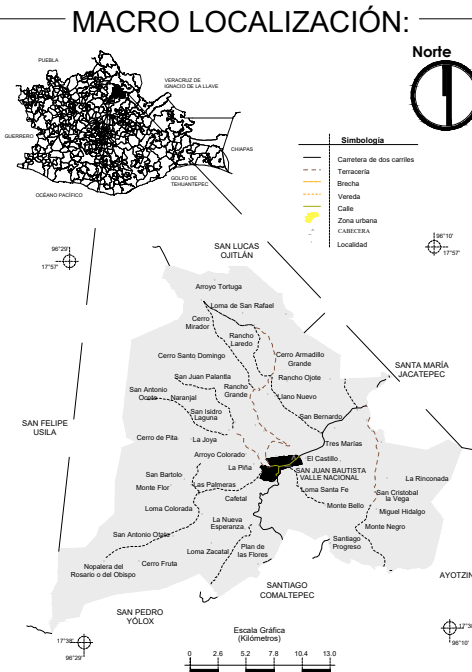 MACRO LOCALIZACIÓN:
Norte
PUEBLA
VERACRUZ DE
IGNACIO DE LA LLAVE
GUERRERO
CHIAPAS
GOLFO DE
TEHUANTEPEC
OCÉANO PACÍFICO
Simbología
Carretera de dos carriles
Terracería
Brecha
Vereda
Calle
Zona urbana
CABECERA
Localidad
96°29'
17°57'
96°10'
17°57'
SAN LUCAS
OJITLÁN
Arroyo Tortuga
Loma de San Rafael
Cerro
Mirador
Rancho
Laredo
Cerro Santo Domingo
Cerro Armadillo
Grande
SANTA MARÍA
JACATEPEC
San Juan Palantla
Rancho Ojote
San Antonio
Ocote
Naranjal
Rancho
Grande
Llano Nuevo
San Isidro
Laguna
San Bernardo
SAN FELIPE
USILA
Cerro de Pita
La Joya
Tres Marías
Arroyo Colorado
El Castillo
La Piña
SAN JUAN BAUTISTA
VALLE NACIONAL
San Bartolo
Monte Flor
Las Palmeras
Loma Santa Fe
La Rinconada
San Cristobal
la Vega
Cafetal
Monte Bello
Miguel Hidalgo
Loma Colorada
La Nueva
Esperanza
Monte Negro
San Antonio Otate
Santiago
Progreso
Loma Zacatal
Plan de
las Flores
Nopalera del
Rosario o del Obispo
Cerro Fruta
AYOTZIN
SANTIAGO
COMALTEPEC
SAN PEDRO
YÓLOX
17°38'
96°29'
17°38
96°10'
Escala Gráfica
(Kilómetros)
0 2.6 5.2 7.8 10.4 13.0